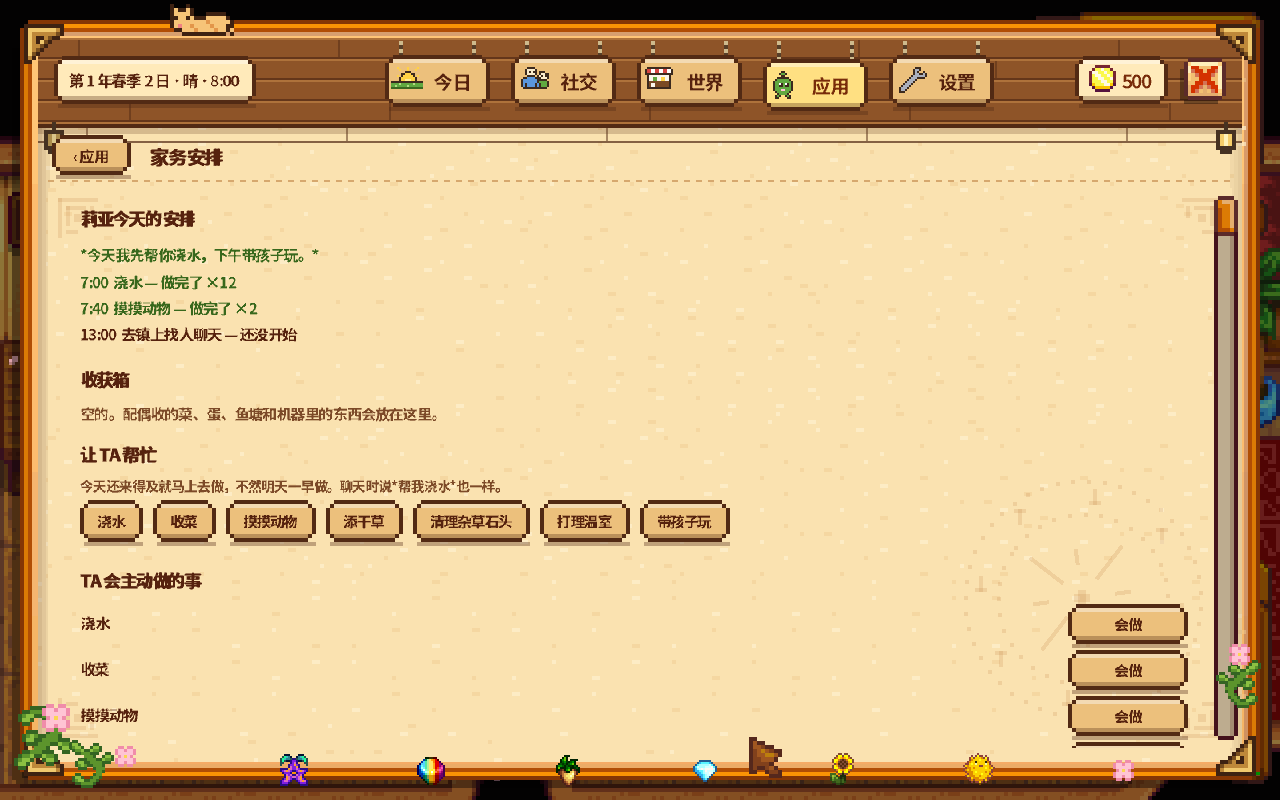 第1年春季2日·晴·8:00
今日
社交
世界
应用
设置
500
‹应用
家务安排
莉亚今天的安排
*今天我先帮你浇水，下午带孩子玩。*
7:00 浇水 — 做完了 ×12
7:40 摸摸动物 — 做完了 ×2
13:00 去镇上找人聊天 — 还没开始
收获箱
空的。配偶收的菜、蛋、鱼塘和机器里的东西会放在这里。
让TA帮忙
今天还来得及就马上去做，不然明天一早做。聊天时说*帮我浇水*也一样。
浇水
收菜
摸摸动物
添干草
清理杂草石头
打理温室
带孩子玩
TA会主动做的事
浇水
会做
收菜
会做
摸摸动物
会做